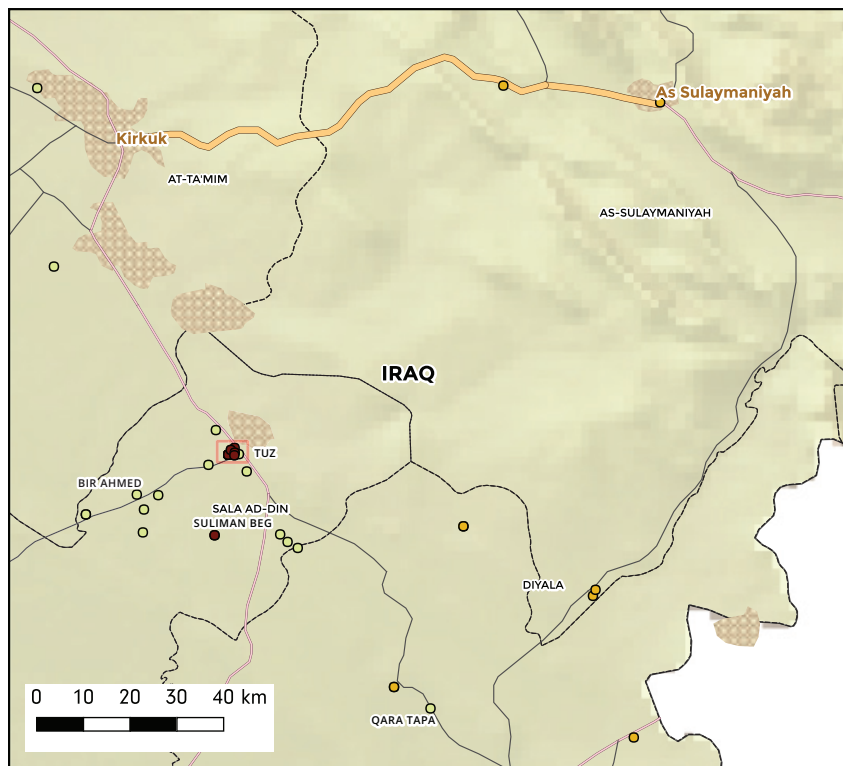 As Sulaymaniyah
Kirkuk
AT-TA'MIM
AS-SULAYMANIYAH
IRAQ
TUZ
BIR AHMED
SALA AD-DIN
SULIMAN BEG
DIYALA
0 10 20 30 40 km
QARA TAPA